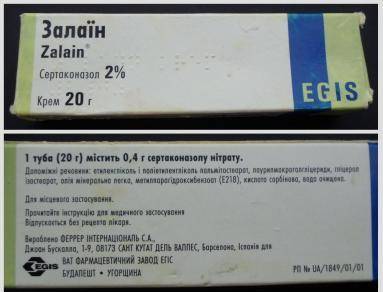 Залаїн
Zalain®
Сертаконазол 2%
Крем 20 г
EGIS
1 туба (20 г) містить 0,4 г сертаконазолу нітрату.
Допоміжні речовини: етиленгліколь і поліетиленгліколь пальмітостеарат, лаурилмакроголгліцериди, гліцерол
ізостеарат, олія мінеральна легка, метилпарагідроксибензоат (Е218), кислота сорбінова, вода очищена.
Для місцевого застосування.
Прочитайте інструкцію для медичного застосування
Відпускається без рецепта лікаря.
Вироблено ФЕРРЕР ІНТЕРНАЦІОНАЛЬ С.А.,
Джоан Бускалла, 1-9, 08173 САНТ КУГАТ ДЕЛЬ ВАЛЛЕС, Барселона, Іспанія для
EGIS
ВАТ ФАРМАЦЕВТИЧНИЙ ЗАВОД ЕГІС
БУДАПЕШТ - УГОРЩИНА
РП № UA/1849/01/01